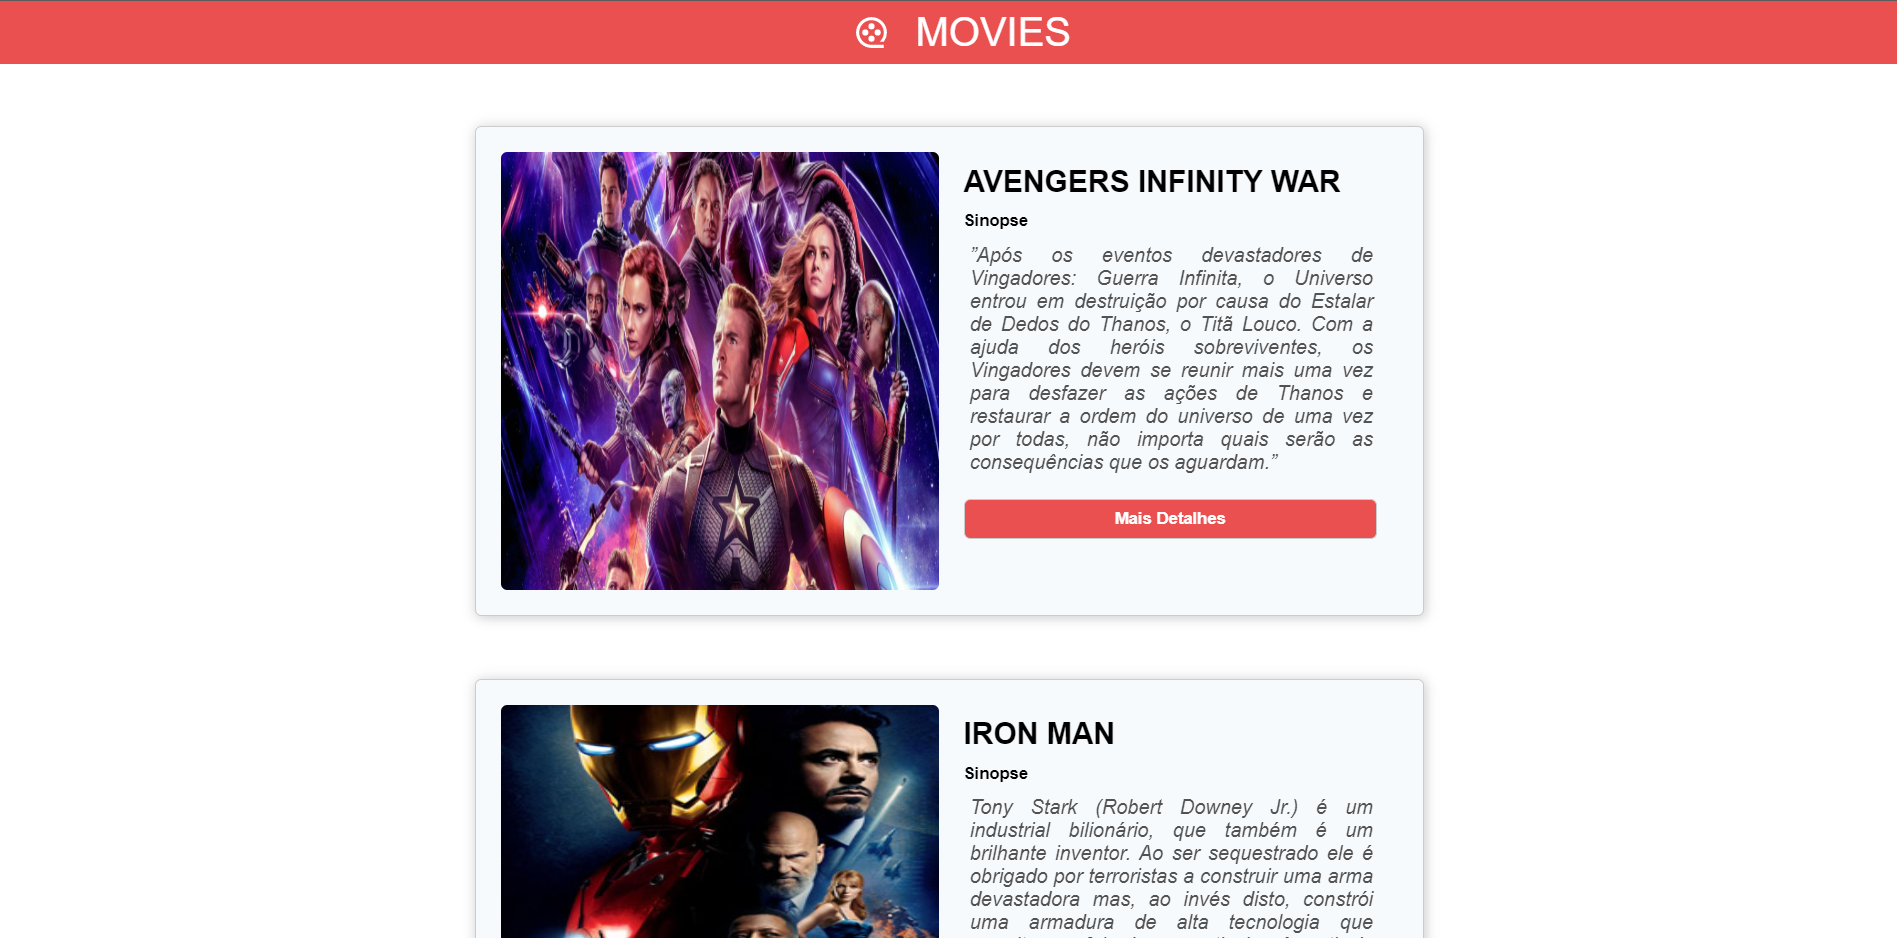 MOVIES
AVENGERS INFINITY WAR
Sinopse
”Após os eventos devastadores de
Vingadores: Guerra Infinita, o Universo
entrou em destruição por causa do Estalar
de Dedos do Thanos, o Titã Louco. Com a
ajuda dos heróis sobreviventes, os
Vingadores devem se reunir mais uma vez
para desfazer as ações de Thanos e
restaurar a ordem do universo de uma vez
por todas, não importa quais serão as
consequências que os aguardam.”
Mais Detalhes
IRON MAN
Sinopse
Tony Stark (Robert Downey Jr.) é um
industrial bilionário, que também é um
brilhante inventor. Ao ser sequestrado ele é
obrigado por terroristas a construir uma arma
devastadora mas, ao invés disto, constrói
uma armadura de alta tecnologia que